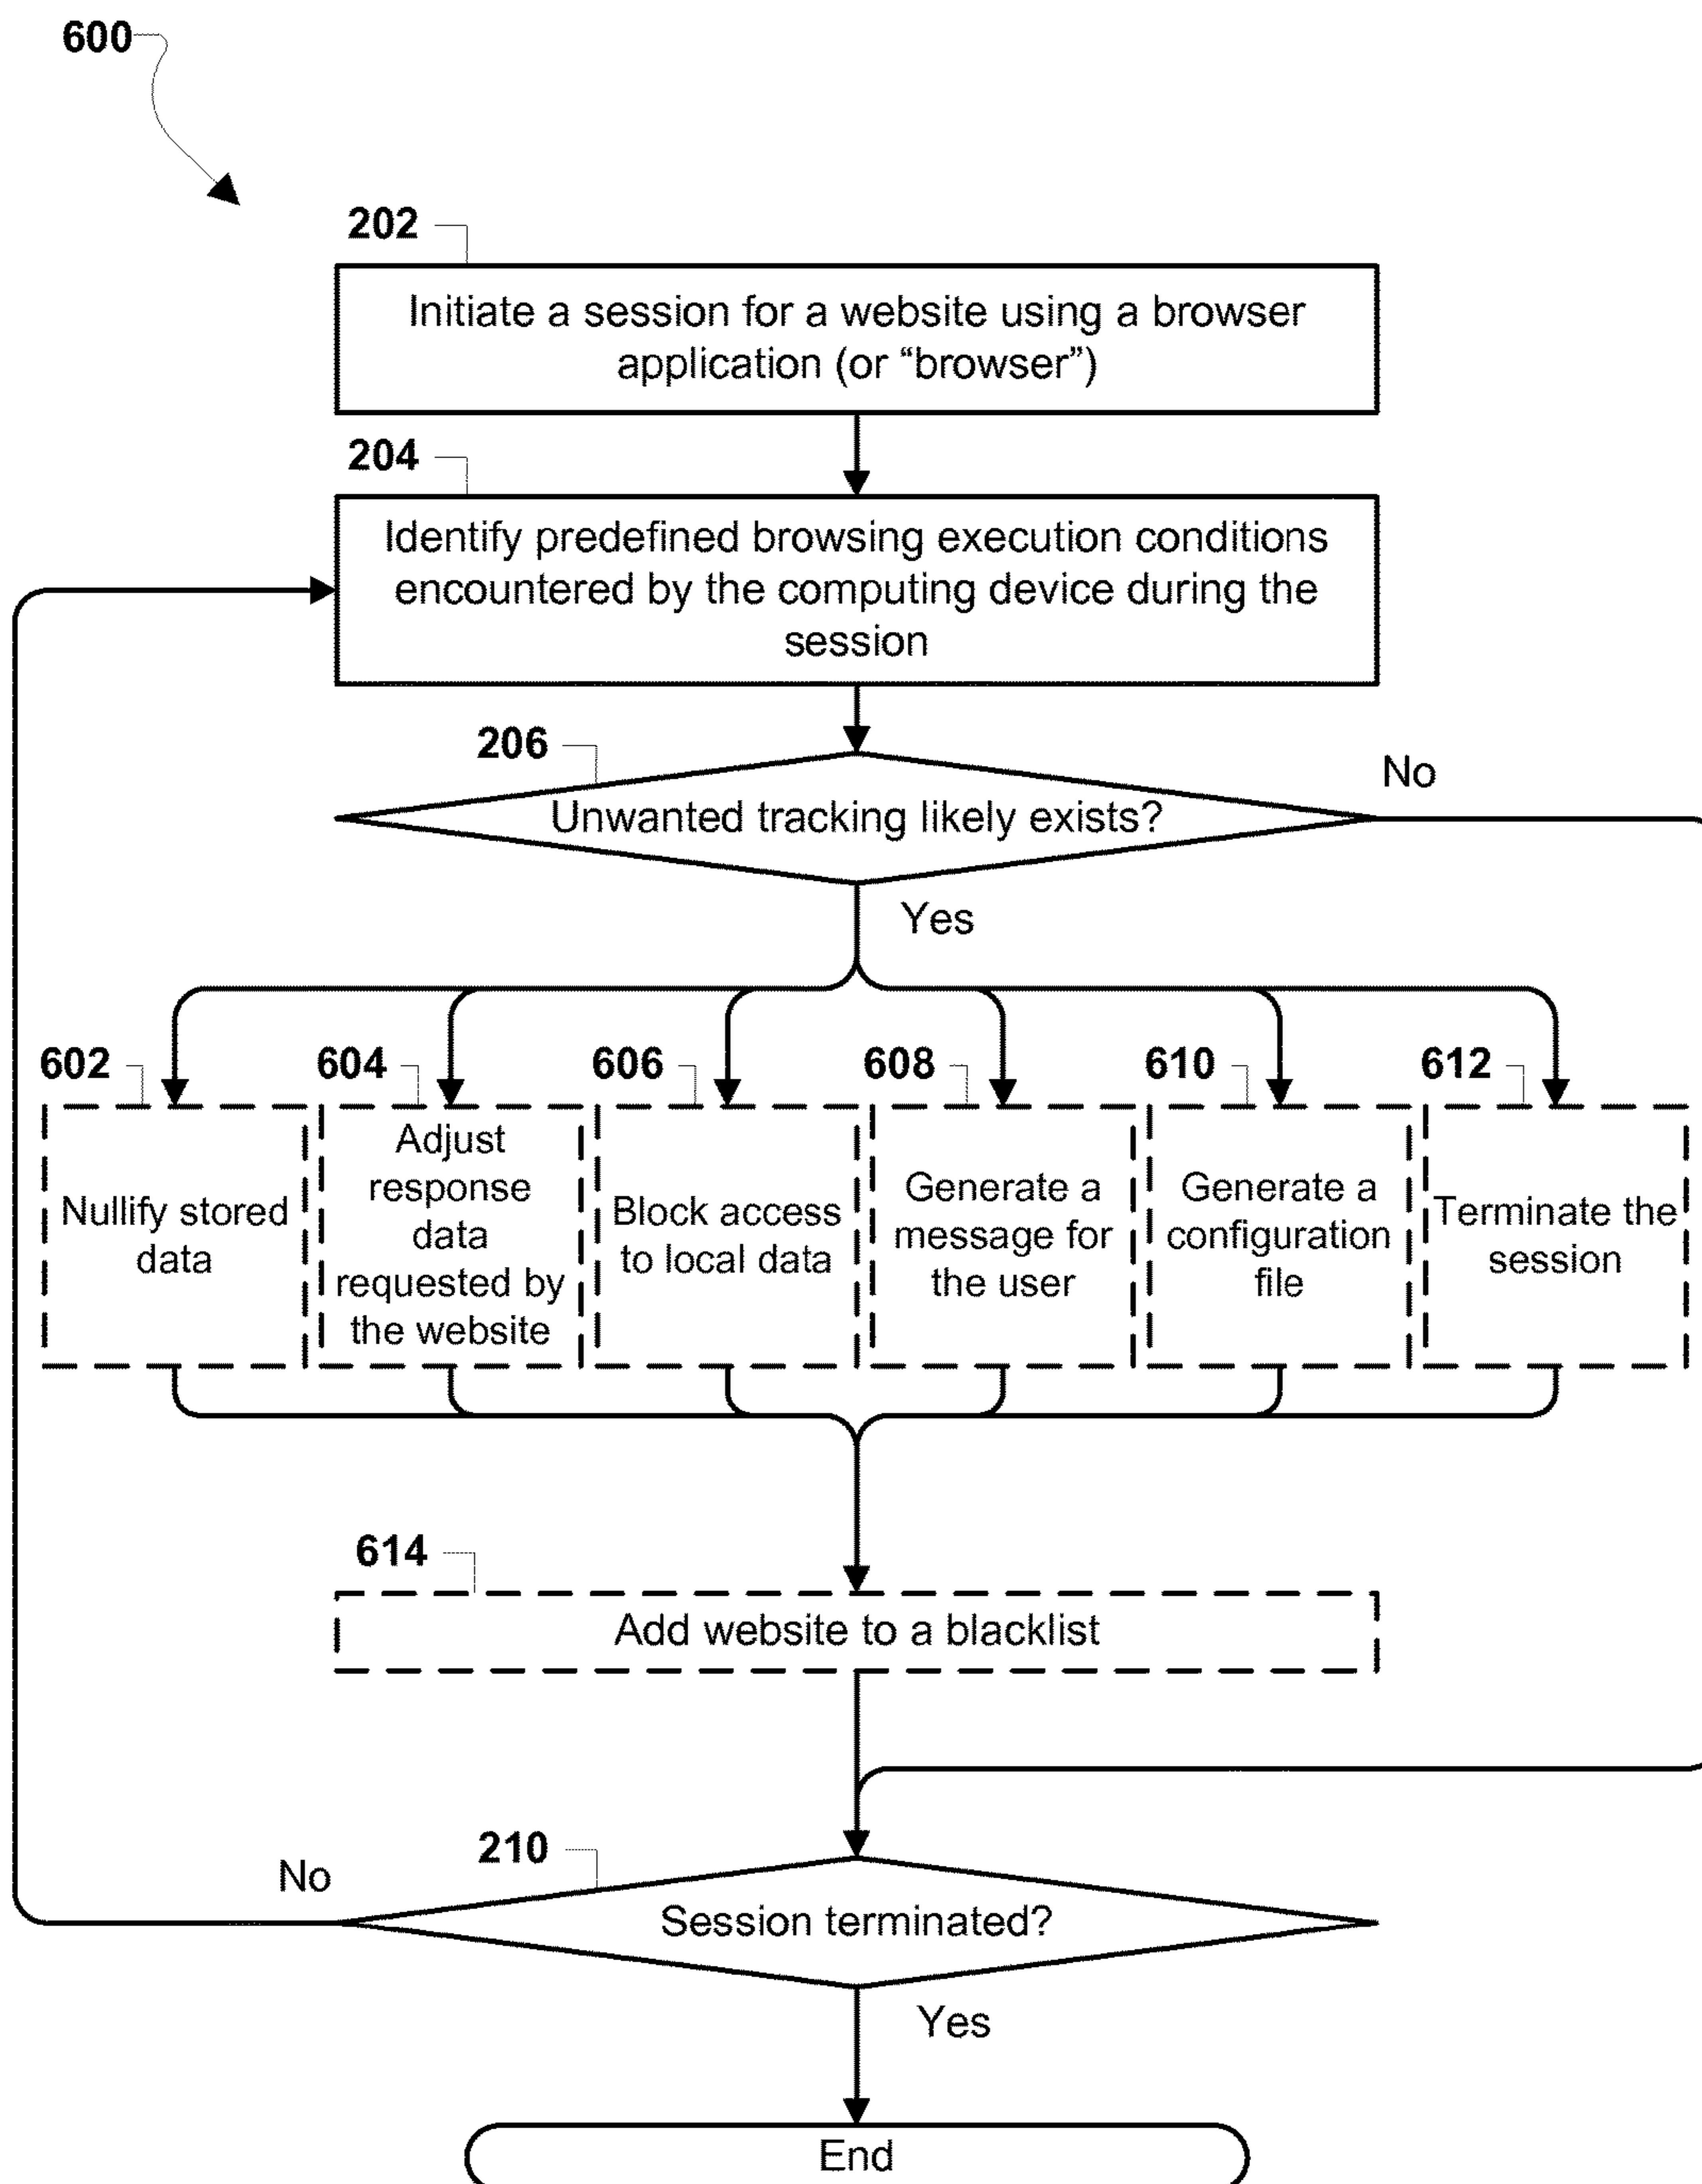 600
202
Initiate a session for a website using a browser
application (or “browser”)
204
Identify predefined browsing execution conditions
encountered by the computing device during the
session
206
Unwanted tracking likely exists?
No
Yes
602
Nullify stored
data
604
Adjust
response
data
requested by
the website
606
Block access
to local data
608
Generate a
message for
the user
610
Generate a
configuration
file
612
Terminate the
session
614
Add website to a blacklist
210
No
Session terminated?
Yes
End